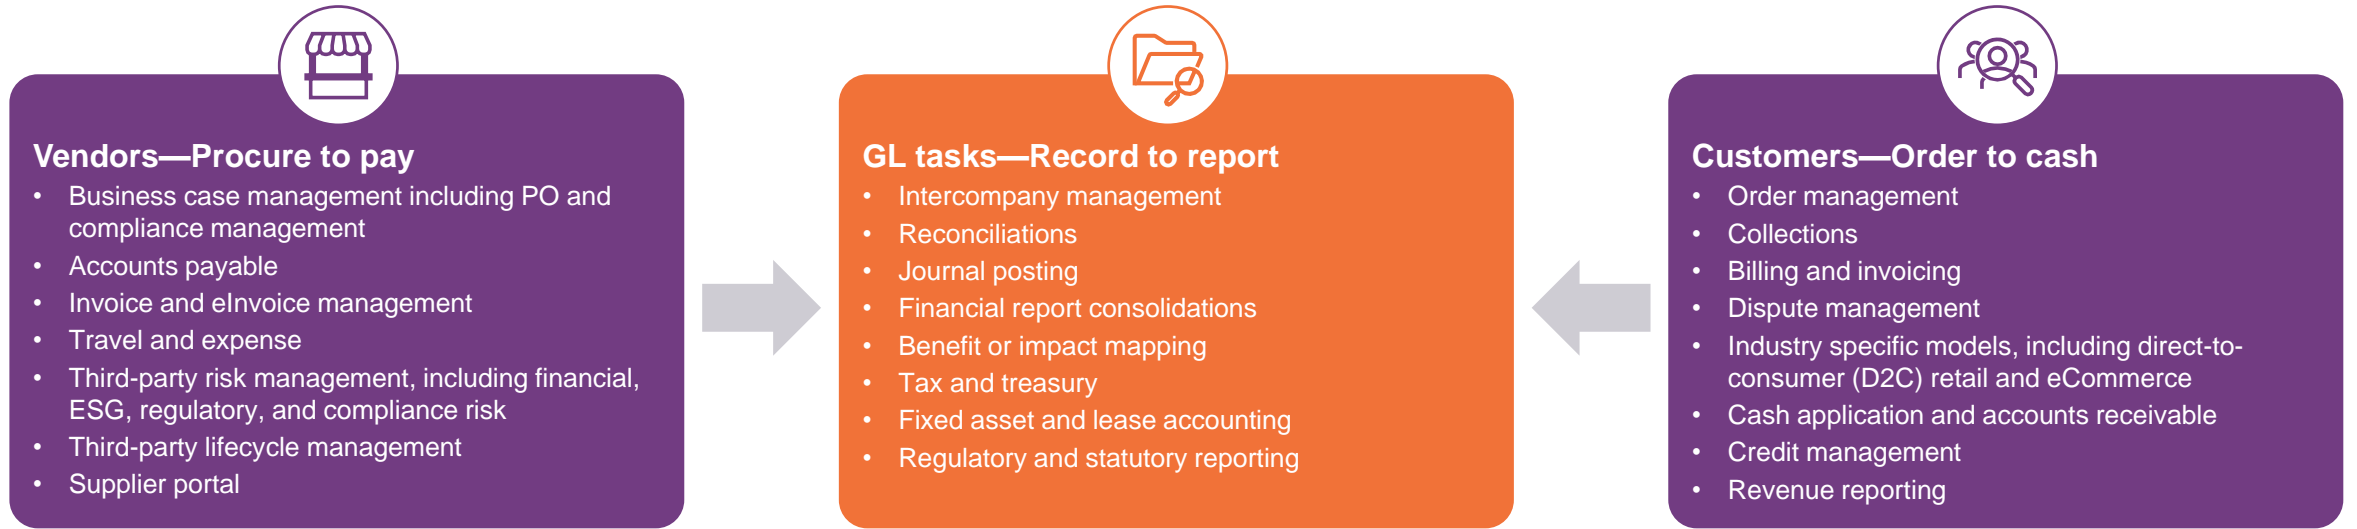 Vendors—Procure to pay
• Business case management including PO and
compliance management
• Accounts payable
• Invoice and eInvoice management
• Travel and expense
• Third-party risk management, including financial,
ESG, regulatory, and compliance risk
• Third-party lifecycle management
• Supplier portal
GL tasks—Record to report
• Intercompany management
• Reconciliations
• Journal posting
• Financial report consolidations
• Benefit or impact mapping
• Tax and treasury
• Fixed asset and lease accounting
• Regulatory and statutory reporting
Customers—Order to cash
• Order management
• Collections
• Billing and invoicing
• Dispute management
• Industry specific models, including direct-to-
consumer (D2C) retail and eCommerce
• Cash application and accounts receivable
• Credit management
• Revenue reporting